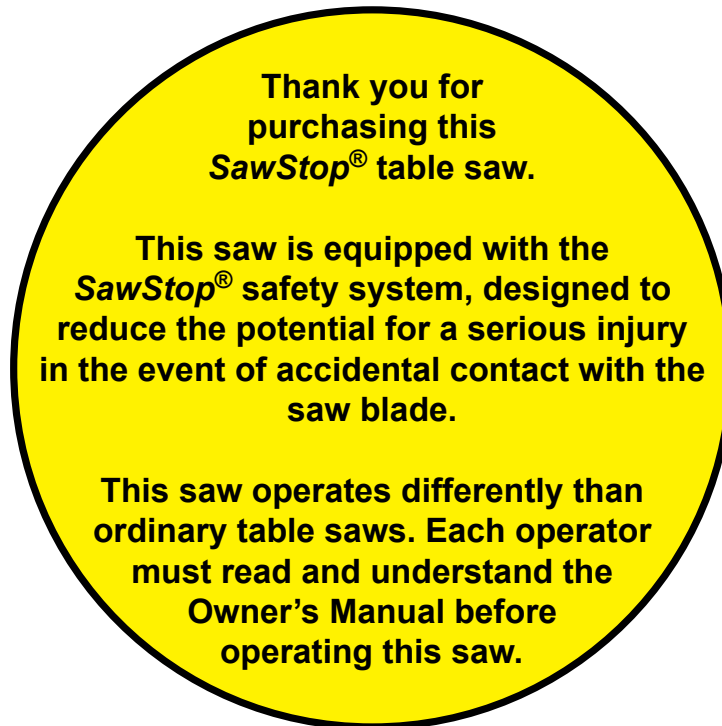 Thank you for
purchasing this
SawStop® table saw.
This saw is equipped with the
SawStop® safety system, designed to
reduce the potential for a serious injury
in the event of accidental contact with the
saw blade.
This saw operates differently than
ordinary table saws. Each operator
must read and understand the
Owner’s Manual before
operating this saw.